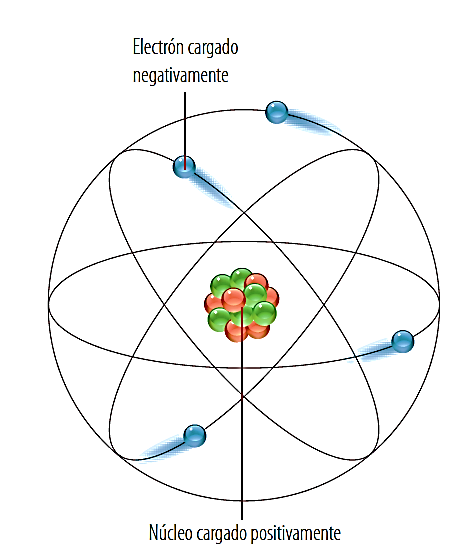 Electrón cargado
negativamente
Núcleo cargado positivamente